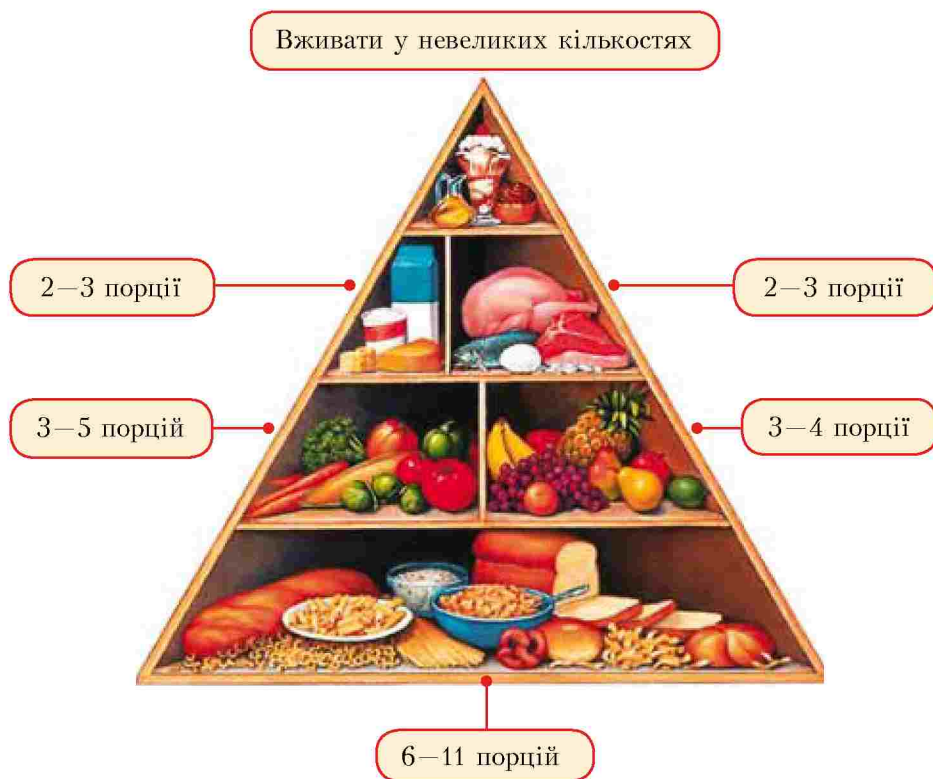 Вживати у невеликих кількостях
2—3 порції
2—3 порції
3—5 порцій
3—4 порції
6—11 порцій